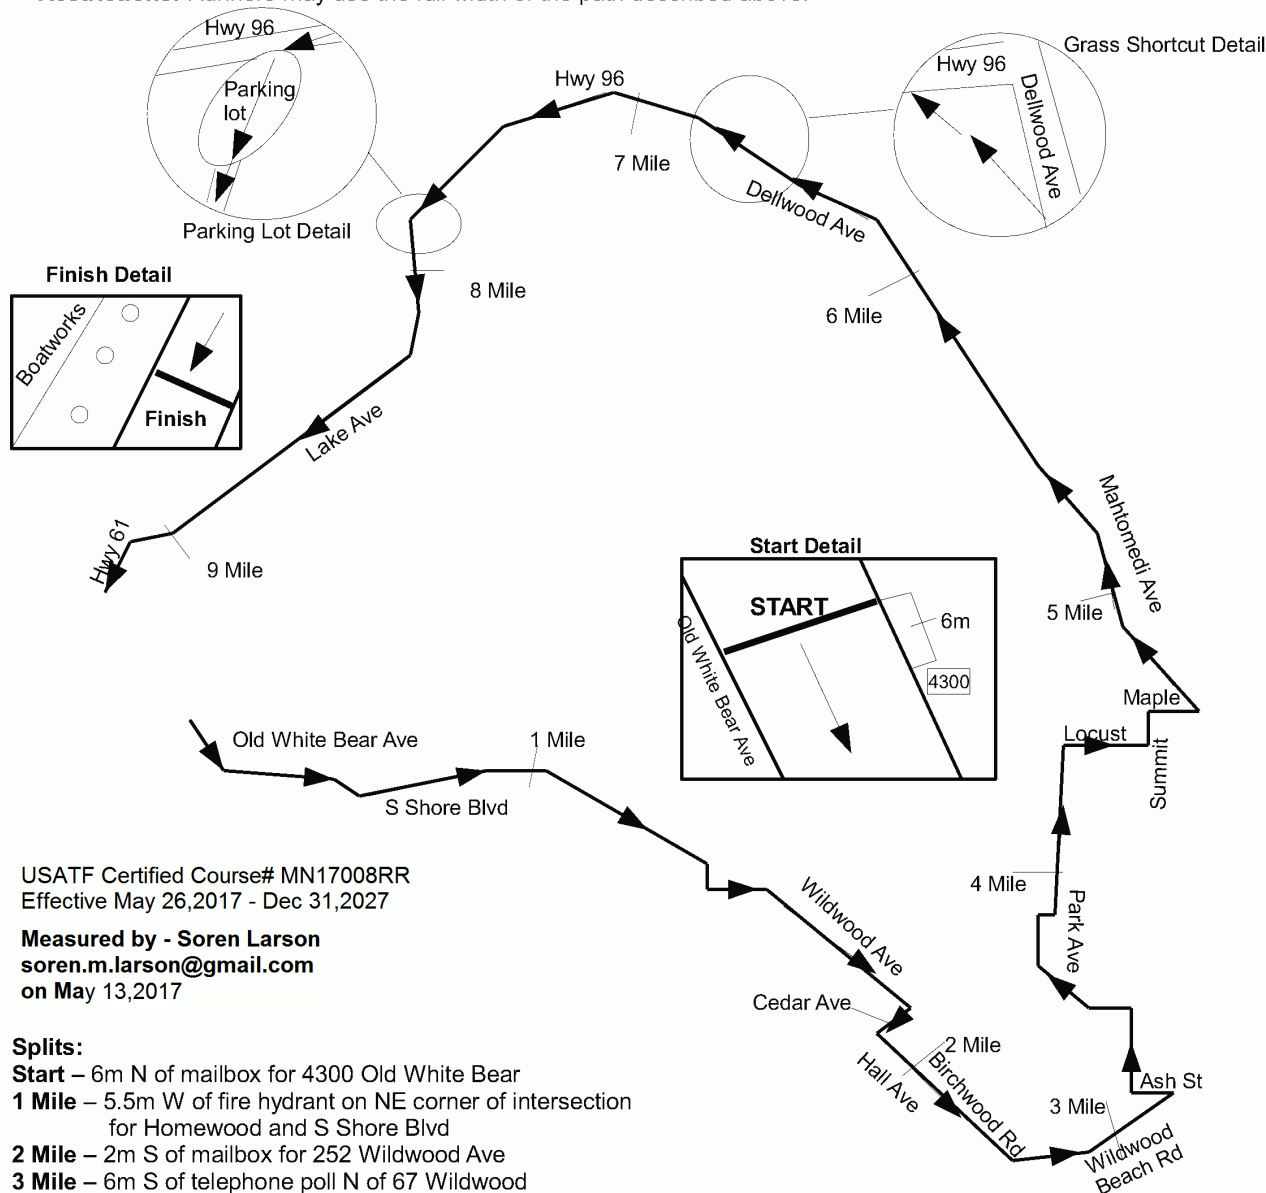 Hwy 96
Parking
lot
Parking Lot Detail
Hwy 96
7 Mile
Dellwood Ave
Grass Shortcut Detail
Hwy 96
Dellwood Ave
6 Mile
8 Mile
Finish Detail
Boatworks
Finish
Lake Ave
Hwy 61
9 Mile
Mahtomedi Ave
5 Mile
Start Detail
START
6m
4300
Old White Bear Ave
Maple
Locust
Summit
Old White Bear Ave
1 Mile
S Shore Blvd
Wildwood Ave
4 Mile
Park Ave
Cedar Ave
2 Mile
Hall Ave
Birchwood Rd
Ash St
3 Mile
Wildwood
Beach Rd
USATF Certified Course# MN17008RR
Effective May 26,2017 - Dec 31,2027
Measured by - Soren Larson
soren.m.larson@gmail.com
on May 13,2017
Splits:
Start – 6m N of mailbox for 4300 Old White Bear
1 Mile – 5.5m W of fire hydrant on NE corner of intersection
for Homewood and S Shore Blvd
2 Mile – 2m S of mailbox for 252 Wildwood Ave
3 Mile – 6m S of telephone poll N of 67 Wildwood